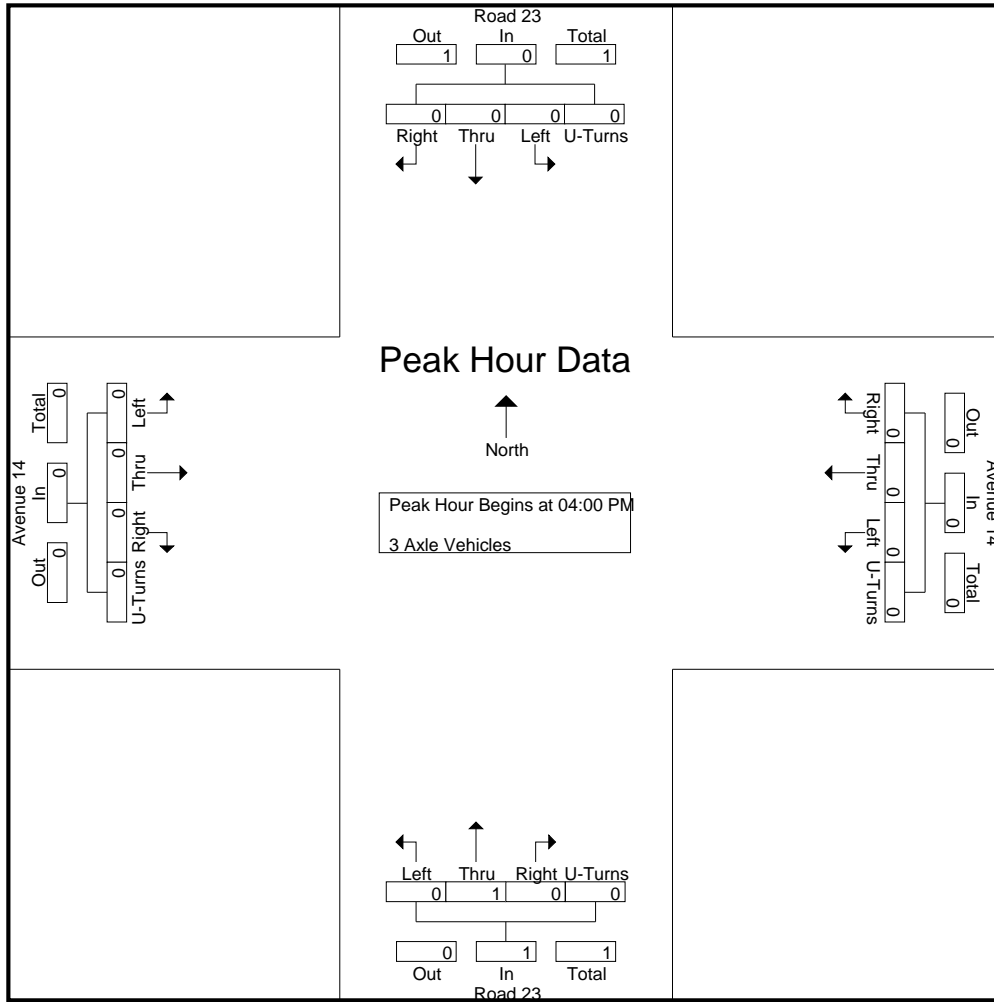 Road 23
Out In Total
1 0 1
0 0 0 0
Right Thru Left U-Turns
Peak Hour Data
North
Peak Hour Begins at 04:00 PM
3 Axle Vehicles
Avenue 14
Out In Total
0 0 0
0 0 0 0
U-Turns Right Thru Left
Avenue 14
Out In Total
0 0 0
0 0 0 0
Right Thru Left U-Turns
Left Thru Right U-Turns
0 1 0 0
0 1 1
Out In Total
Road 23